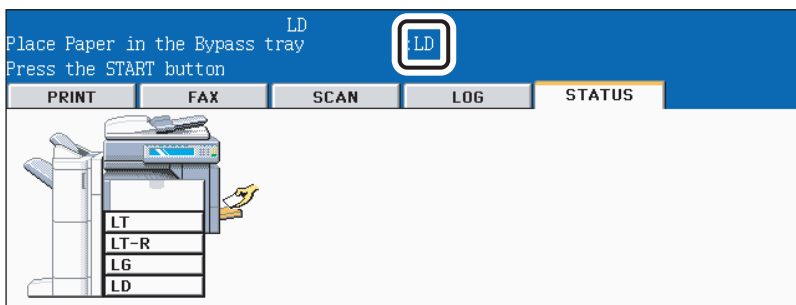 LD
Place Paper in the Bypass tray :LD
Press the START button
PRINT FAX SCAN LOG STATUS
LT
LT-R
LG
LD